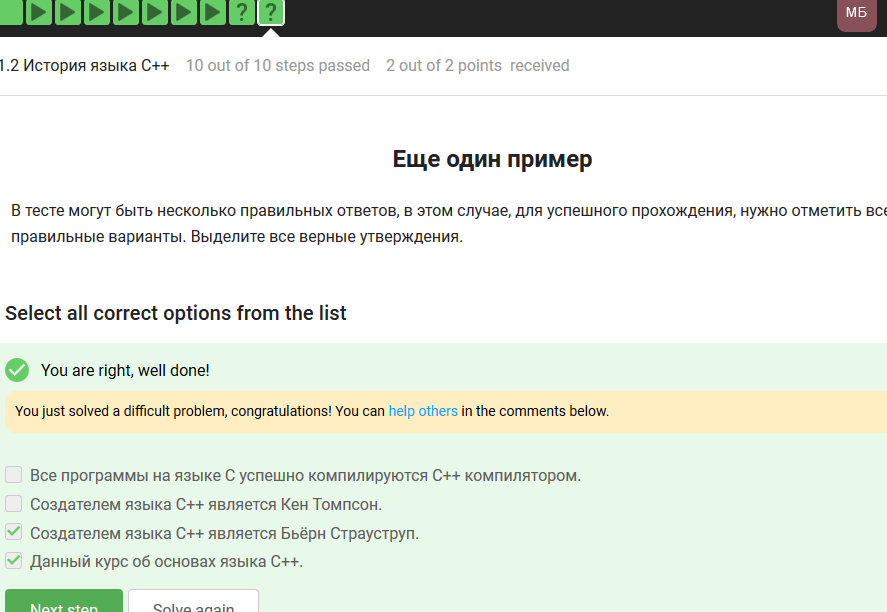 ? ?
МБ
1.2 История языка C++ 10 out of 10 steps passed 2 out of 2 points received
Еще один пример
В тесте могут быть несколько правильных ответов, в этом случае, для успешного прохождения, нужно отметить все
правильные варианты. Выделите все верные утверждения.
Select all correct options from the list
You are right, well done!
You just solved a difficult problem, congratulations! You can help others in the comments below.
Все программы на языке C успешно компилируются C++ компилятором.
Создателем языка C++ является Кен Томпсон.
Создателем языка C++ является Бьёрн Страуструп.
Данный курс об основах языка C++.
Next step Solve again